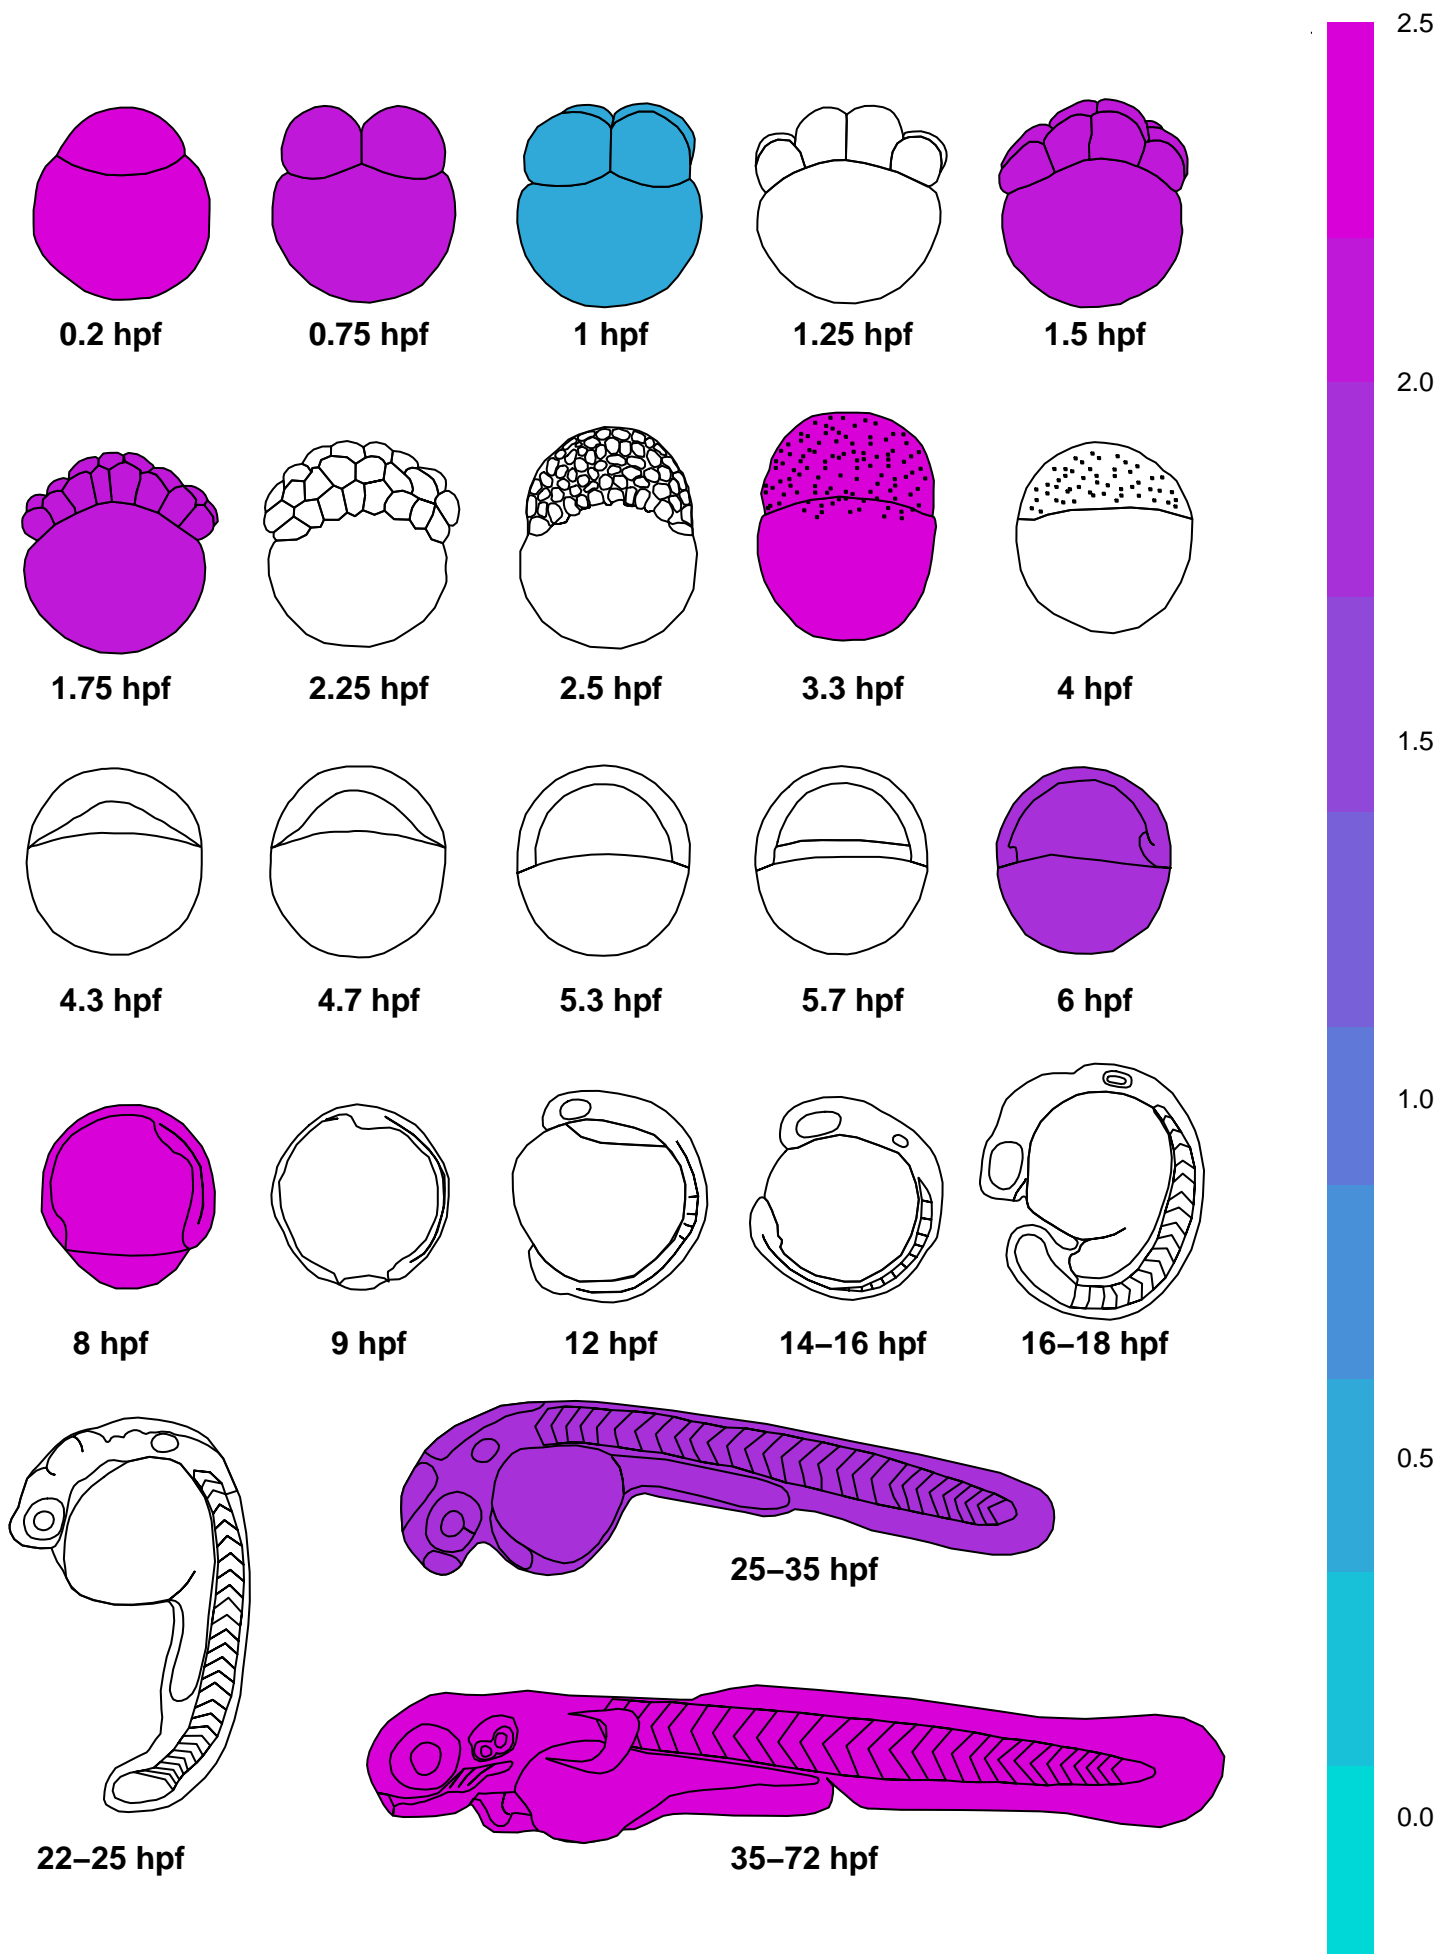 2.5
0.2 hpf
0.75 hpf
1 hpf
1.25 hpf
1.5 hpf
2.0
1.75 hpf
2.25 hpf
2.5 hpf
3.3 hpf
4 hpf
1.5
4.3 hpf
4.7 hpf
5.3 hpf
5.7 hpf
6 hpf
1.0
8 hpf
9 hpf
12 hpf
14–16 hpf
16–18 hpf
0.5
25–35 hpf
0.0
22–25 hpf
35–72 hpf